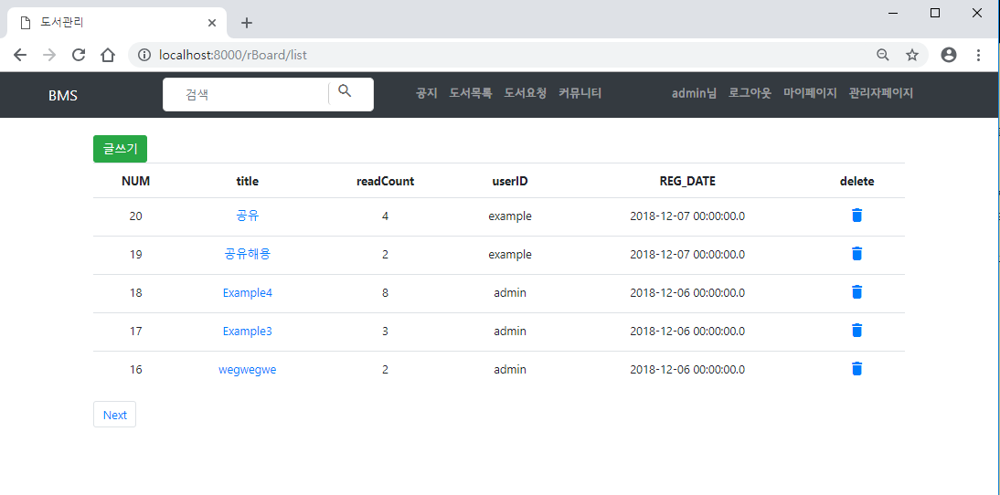 도서관리
localhost:8000/rBoard/list
BMS 검색 공지 도서목록 도서요청 커뮤니티 admin님 로그아웃 마이페이지 관리자페이지
글쓰기
NUM title readCount userID REG_DATE delete
20 공유 4 example 2018-12-07 00:00:00.0
19 공유해용 2 example 2018-12-07 00:00:00.0
18 Example4 8 admin 2018-12-06 00:00:00.0
17 Example3 3 admin 2018-12-06 00:00:00.0
16 wegwegwe 2 admin 2018-12-06 00:00:00.0
Next